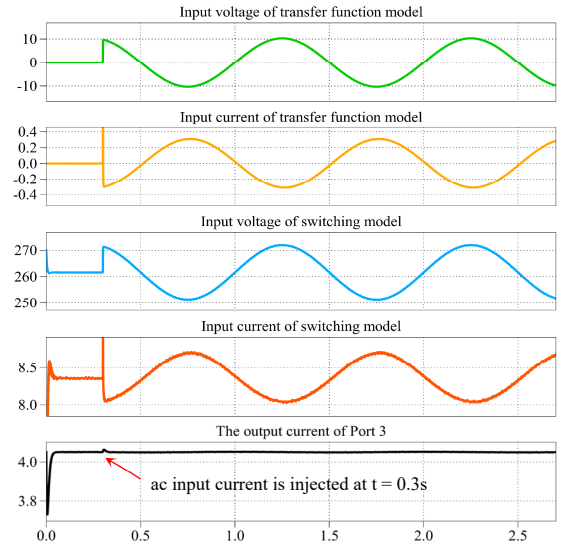 Input voltage of transfer function model
10
0
-10
Input current of transfer function model
0.4
0.2
0.0
-0.2
-0.4
Input voltage of switching model
270
260
250
Input current of switching model
8.5
8.0
The output current of Port 3
4.0
3.8
ac input current is injected at t = 0.3s
0.0 0.5 1.0 1.5 2.0 2.5